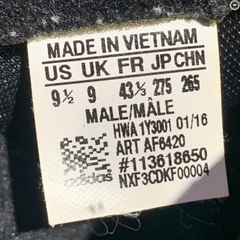 MADE IN VIETNAM
US UK FR JP CHN
9½ 9 43⅓ 275 265
MALE/MÂLE
HWA 1Y3001 01/16
ART AF6420
#113618650
adidas NXF3CDKF00004